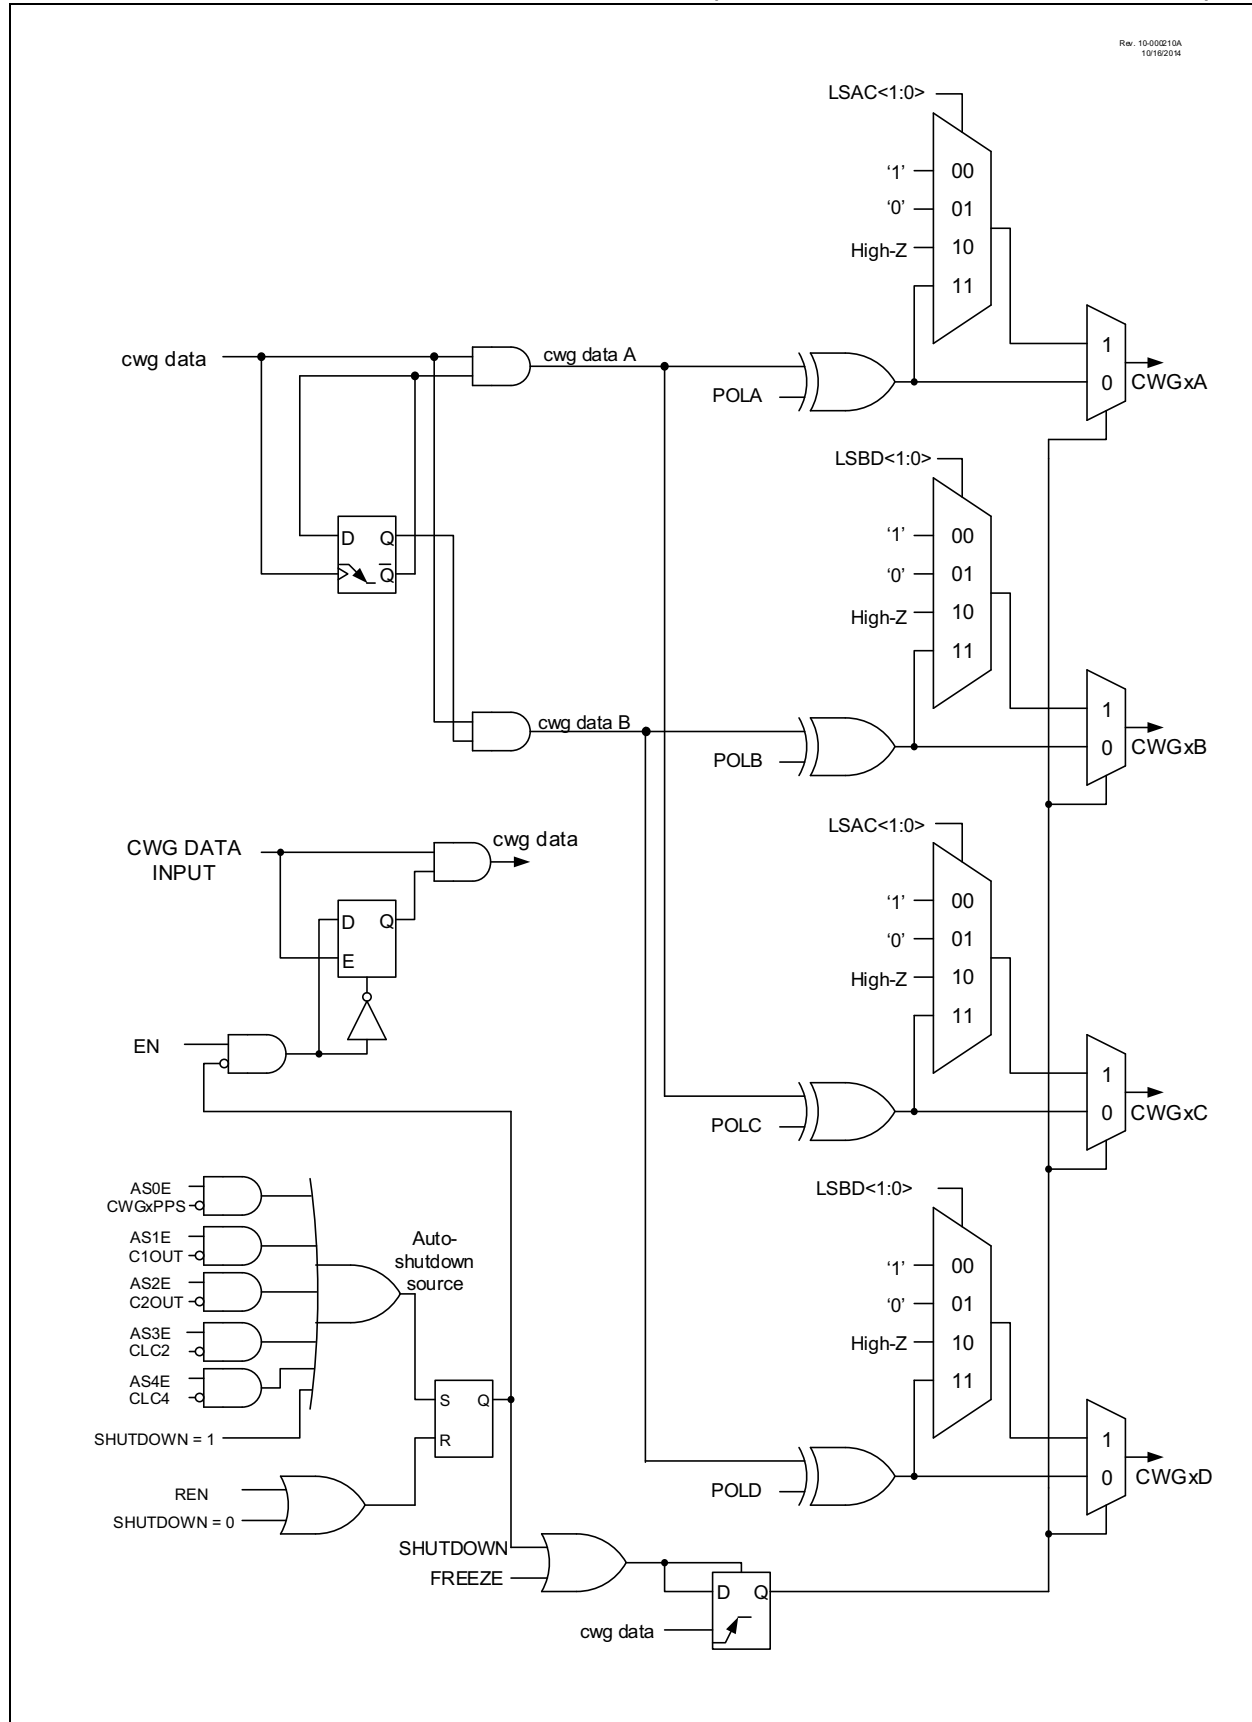 Rev. 10-000210A
10/16/2014
LSAC<1:0>
'1'
00
'0'
01
High-Z
10
11
cwg data
cwg data A
1
0
CWGxA
POLA
LSBD<1:0>
D
Q
Q
'1'
00
'0'
01
High-Z
10
11
cwg data B
1
0
CWGxB
POLB
LSAC<1:0>
CWG DATA
INPUT
cwg data
D
Q
E
'1'
00
'0'
01
High-Z
10
11
EN
1
0
CWGxC
POLC
AS0E
CWGxPPS
AS1E
C1OUT
AS2E
C2OUT
AS3E
CLC2
AS4E
CLC4
SHUTDOWN = 1
Auto-
shutdown
source
S
Q
R
REN
SHUTDOWN = 0
LSBD<1:0>
'1'
00
'0'
01
High-Z
10
11
1
0
CWGxD
POLD
SHUTDOWN
FREEZE
D
Q
cwg data